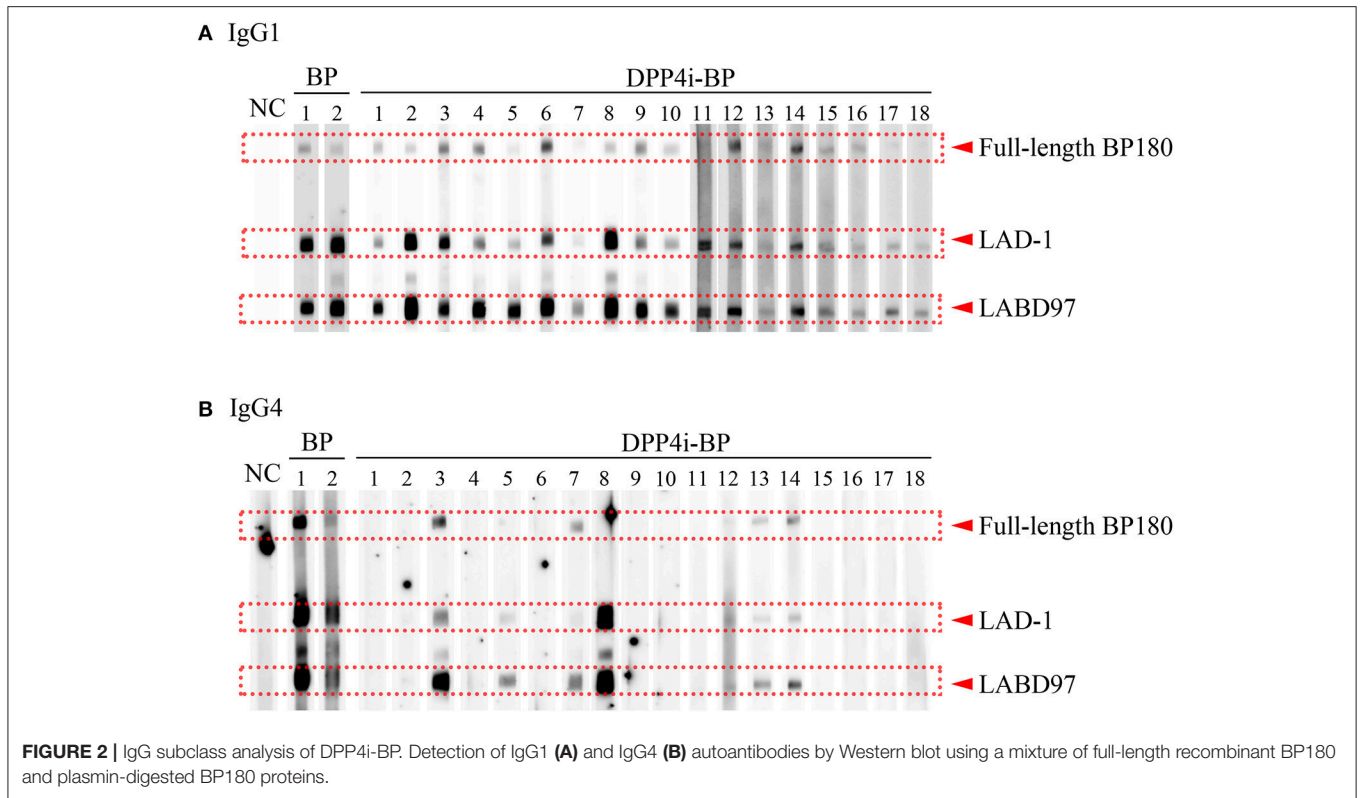 A IgG1
BP DPP4i-BP
NC 1 2 1 2 3 4 5 6 7 8 9 10 11 12 13 14 15 16 17 18
Full-length BP180
LAD-1
LABD97
B IgG4
BP DPP4i-BP
NC 1 2 1 2 3 4 5 6 7 8 9 10 11 12 13 14 15 16 17 18
Full-length BP180
LAD-1
LABD97
FIGURE 2 | IgG subclass analysis of DPP4i-BP. Detection of IgG1 (A) and IgG4 (B) autoantibodies by Western blot using a mixture of full-length recombinant BP180
and plasmin-digested BP180 proteins.